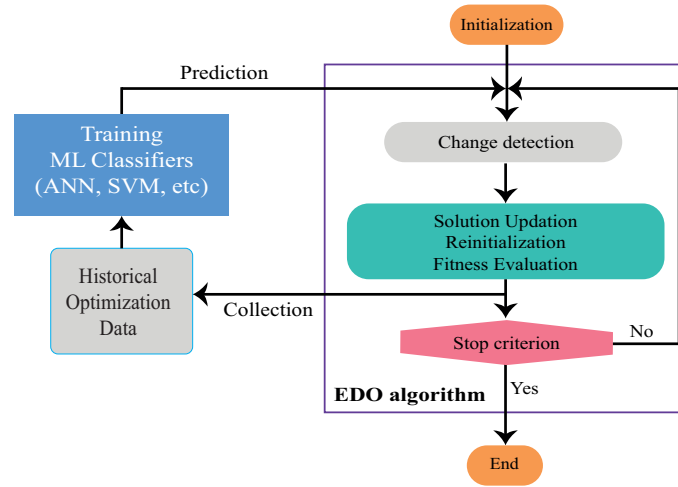 Initialization
Prediction
Training
ML Classifiers
(ANN, SVM, etc)
Change detection
Solution Updation
Reinitialization
Fitness Evaluation
Historical
Optimization
Data
Collection
Stop criterion
No
Yes
EDO algorithm
End